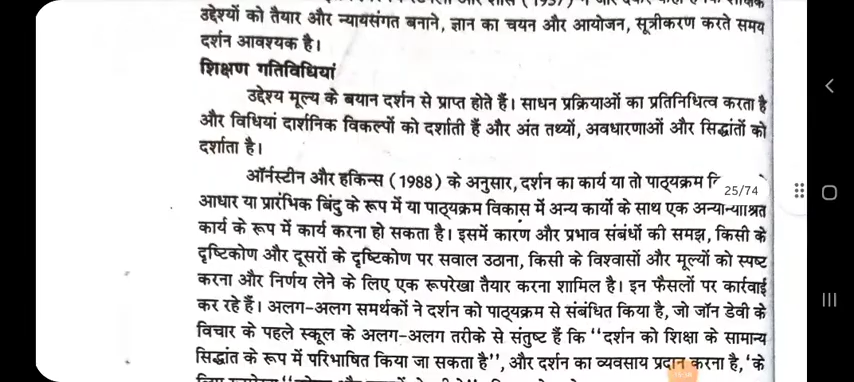 उद्देश्यों को तैयार और न्यायसंगत बनाने, ज्ञान का चयन और आयोजन, सूत्रीकरण करते समय
दर्शन आवश्यक है।
शिक्षण गतिविधियां
उद्देश्य मूल्य के बयान दर्शन से प्राप्त होते हैं। साधन प्रक्रियाओं का प्रतिनिधित्व करता है
और विधियां दार्शनिक विकल्पों को दर्शाती हैं और अंत तथ्यों, अवधारणाओं और सिद्धांतों को
दर्शाता है।
ऑर्नस्टीन और हकिन्स (1988) के अनुसार, दर्शन का कार्य या तो पाठ्यक्रम
25/74
आधार या प्रारंभिक बिंदु के रूप में या पाठ्यक्रम विकास में अन्य कार्यो के साथ एक अन्यान्याश्रित
कार्य के रूप में कार्य करना हो सकता है। इसमें कारण और प्रभाव संबंधों की समझ, किसी के
दृष्टिकोण और दूसरों के दृष्टिकोण पर सवाल उठाना, किसी के विश्वासों और मूल्यों को स्पष्ट
करना और निर्णय लेने के लिए एक रूपरेखा तैयार करना शामिल है। इन फैसलों पर कार्रवाई
कर रहे हैं। अलग-अलग समर्थकों ने दर्शन को पाठ्यक्रम से संबंधित किया है, जो जॉन डेवी के
विचार के पहले स्कूल के अलग-अलग तरीके से संतुष्ट हैं कि "दर्शन को शिक्षा के सामान्य
सिद्धांत के रूप में परिभाषित किया जा सकता है", और दर्शन का व्यवसाय प्रदान करना है, 'के